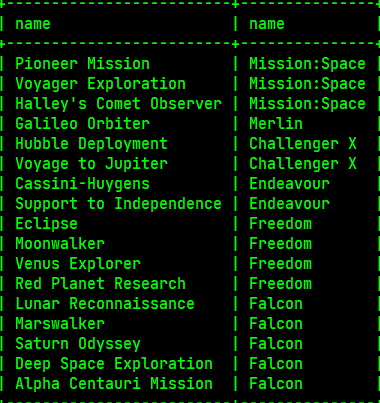 | name | name |
| Pioneer Mission | Mission:Space |
| Voyager Exploration | Mission:Space |
| Halley's Comet Observer | Mission:Space |
| Galileo Orbiter | Merlin |
| Hubble Deployment | Challenger X |
| Voyage to Jupiter | Challenger X |
| Cassini-Huygens | Endeavour |
| Support to Independence | Endeavour |
| Eclipse | Freedom |
| Moonwalker | Freedom |
| Venus Explorer | Freedom |
| Red Planet Research | Freedom |
| Lunar Reconnaissance | Falcon |
| Marswalker | Falcon |
| Saturn Odyssey | Falcon |
| Deep Space Exploration | Falcon |
| Alpha Centauri Mission | Falcon |